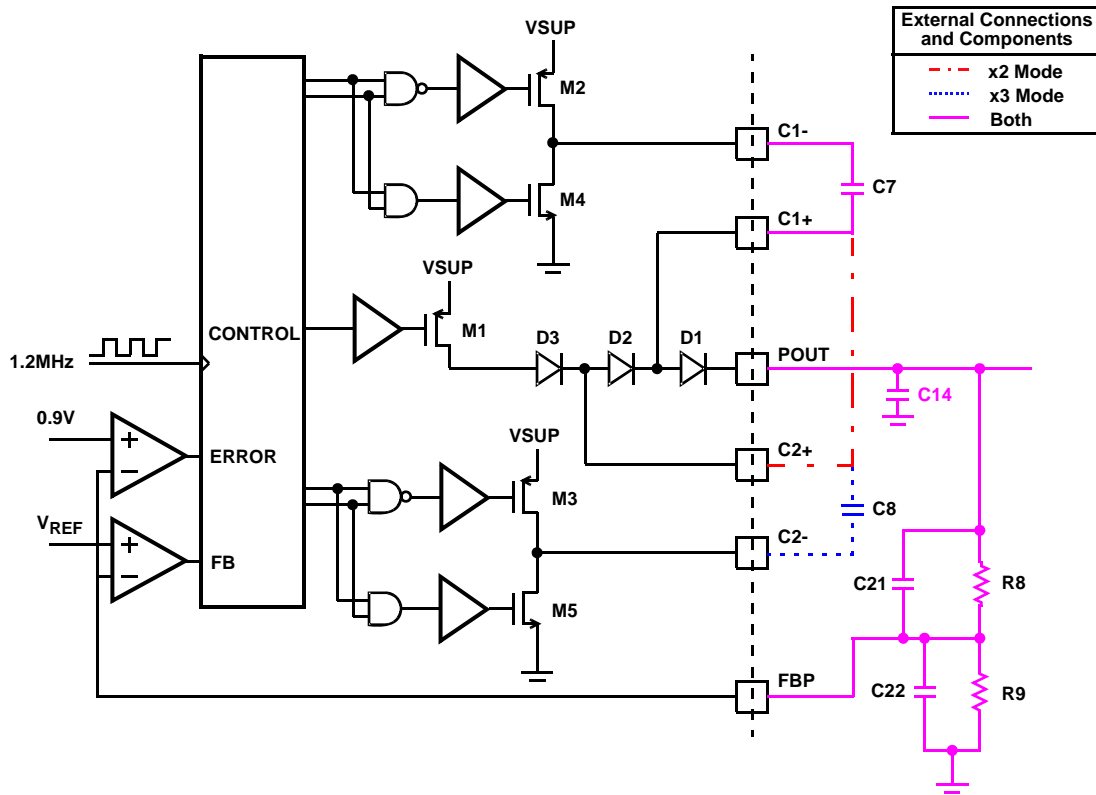 External Connections
and Components
x2 Mode
x3 Mode
Both
VSUP
M2
C1-
C7
M4
C1+
VSUP
M1
CONTROL
D3
D2
D1
POUT
1.2MHz
C14
0.9V
ERROR
VSUP
C2+
M3
C8
VREF
C2-
FB
C21
R8
M5
FBP
C22
R9